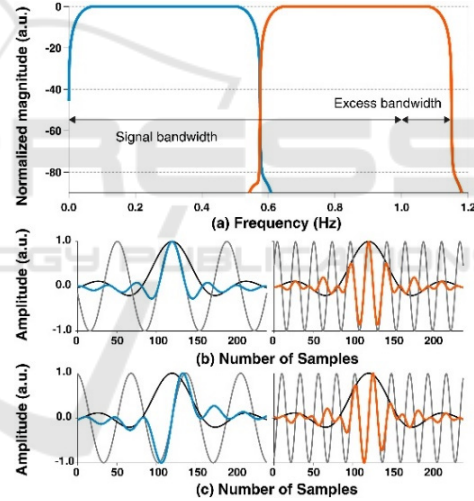 Normalized magnitude (a.u.)
0
-20
-40
-60
-80
Excess bandwidth
Signal bandwidth
0.0 0.2 0.4 0.6 0.8 1.0 1.2
(a) Frequency (Hz)
Amplitude (a.u.)
1.0
0.0
-1.0
0 50 100 150 200 0 50 100 150 200
(b) Number of Samples
Amplitude (a.u.)
1.0
0.0
-1.0
0 50 100 150 200 0 50 100 150 200
(c) Number of Samples